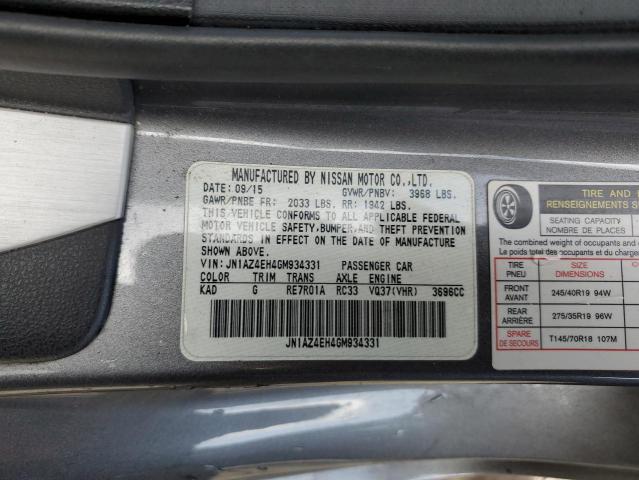 MANUFACTURED BY NISSAN MOTOR CO.,LTD.
DATE: 09/15 GVWR/PNBV: 3968 LBS.
GAWR/PNBE FR: 2033 LBS. RR: 1942 LBS.
THIS VEHICLE CONFORMS TO ALL APPLICABLE FEDERAL
MOTOR VEHICLE SAFETY,BUMPER,AND THEFT PREVENTION
STANDARDS IN EFFECT ON THE DATE OF MANUFACTURE
SHOWN ABOVE.
VIN: JN1AZ4EH4GM934331 PASSENGER CAR
COLOR TRIM TRANS AXLE ENGINE
KAD G RE7R01A RC33 VQ37(VHR) 3696CC
JN1AZ4EH4GM934331
TIRE AND
RENSEIGNEMENTS S
SEATING CAPACITY
NOMBRE DE PLACES
The combined weight of occupants and
Le poids total des occupants et
TIRE SIZE
PNEU DIMENSIONS
FRONT
AVANT 245/40R19 94W
REAR
ARRIÈRE 275/35R19 96W
SPARE
DE SECOURS T145/70R18 107M